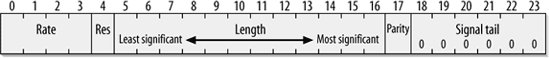 0 1 2 3 4 5 6 7 8 9 10 11 12 13 14 15 16 17 18 19 20 21 22 23
Rate Res Length Parity Signal tail
Least significant Most significant 0 0 0 0 0 0